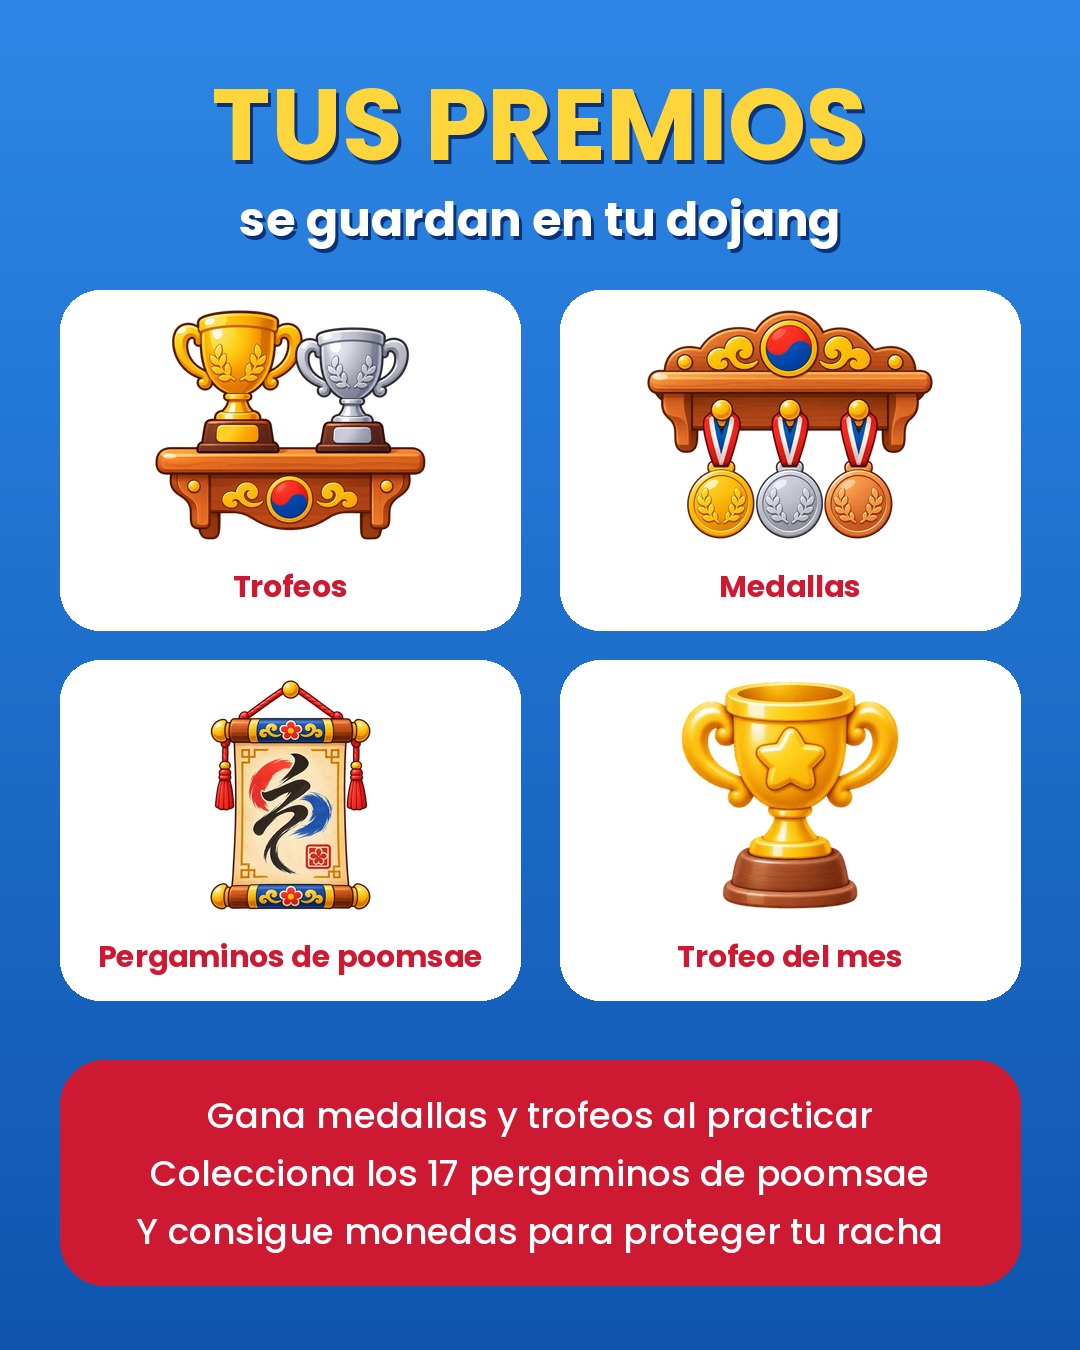 TUS PREMIOS
se guardan en tu dojang
Trofeos
Medallas
Pergaminos de poomsae
Trofeo del mes
Gana medallas y trofeos al practicar
Colecciona los 17 pergaminos de poomsae
Y consigue monedas para proteger tu racha